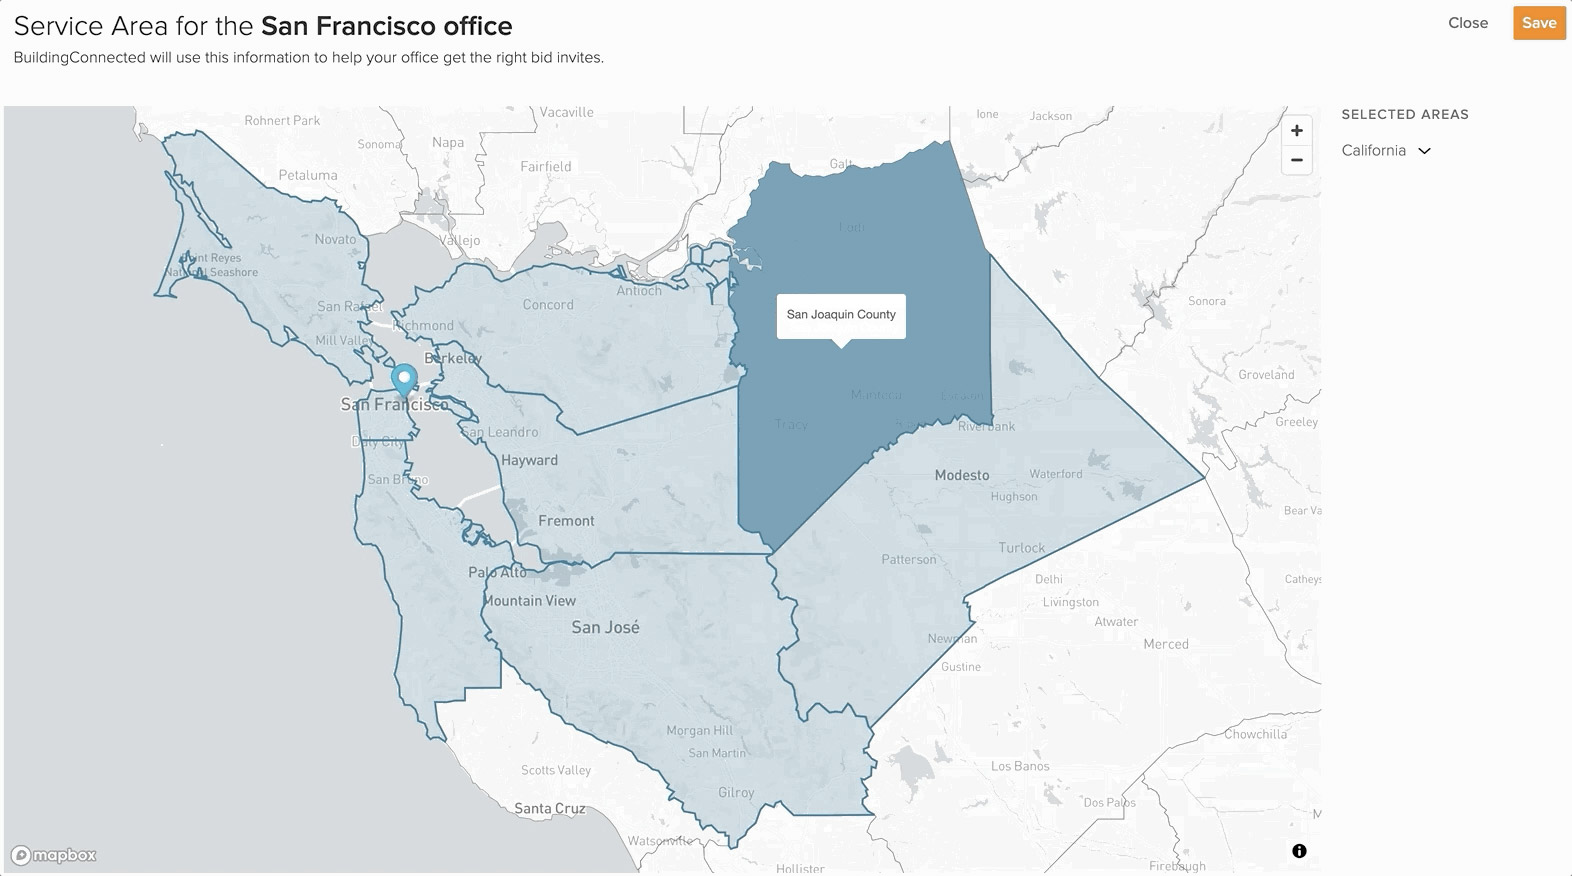 Service Area for the San Francisco office
Close
Save
BuildingConnected will use this information to help your office get the right bid invites.
SELECTED AREAS
California
Vacaville
Rohnert Park
Ione
Jackson
Sonoma
Napa
Fairfield
Galt
Petaluma
Lodi
Novato
Vallejo
Point Reyes
National Seashore
Antioch
Concord
San Rafael
Sonora
San Joaquin County
Richmond
Mill Valley
Berkeley
Groveland
San Francisco
Manteca
Escalon
Tracy
Riverbank
Greeley
San Leandro
Daly City
Hayward
Modesto
Waterford
San Bruno
Hughson
Bear Va
Fremont
Turlock
Patterson
Palo Alto
Delhi
Catheys
Mountain View
Livingston
San José
Atwater
Newman
Merced
Gustine
Morgan Hill
Chowchilla
San Martin
Scotts Valley
Los Banos
Gilroy
Dos Palos
Santa Cruz
M
Watsonville
mapbox
Hollister
Firebaugh